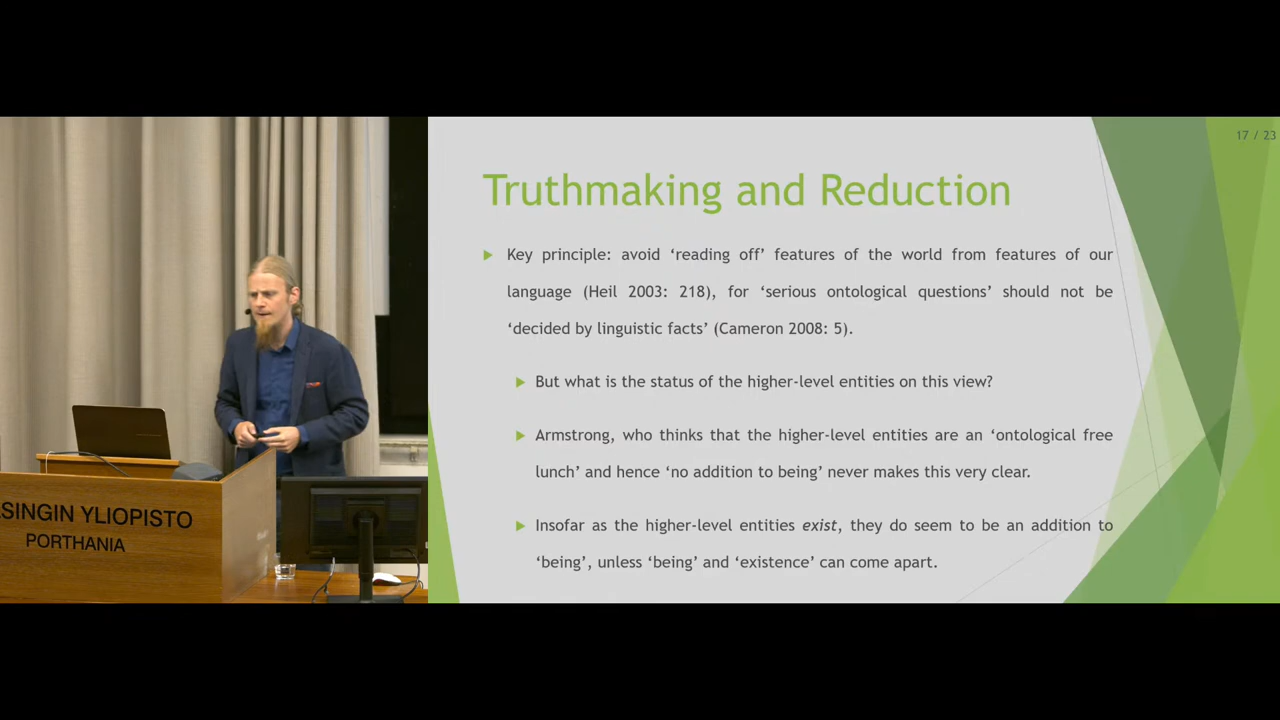 17 / 23
Truthmaking and Reduction
Key principle: avoid ‘reading off’ features of the world from features of our
language (Heil 2003: 218), for ‘serious ontological questions’ should not be
‘decided by linguistic facts’ (Cameron 2008: 5).
But what is the status of the higher-level entities on this view?
Armstrong, who thinks that the higher-level entities are an ‘ontological free
lunch’ and hence ‘no addition to being’ never makes this very clear.
Insofar as the higher-level entities exist, they do seem to be an addition to
‘being’, unless ‘being’ and ‘existence’ can come apart.
SINGIN YLIOPISTO
PORTHANIA